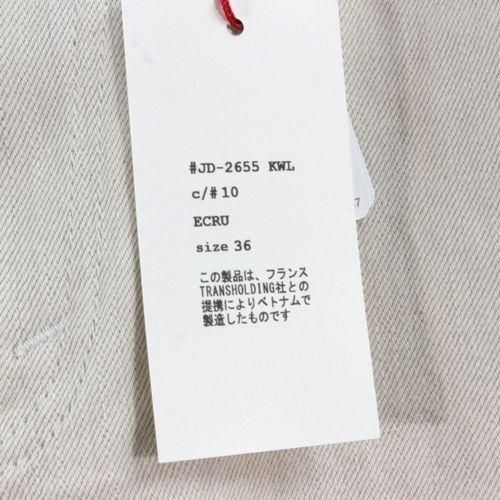 #JD-2655 KWL
c/#10
ECRU
size 36
この製品は、フランス
TRANSHOLDING社との
提携によりベトナムで
製造したものです
7